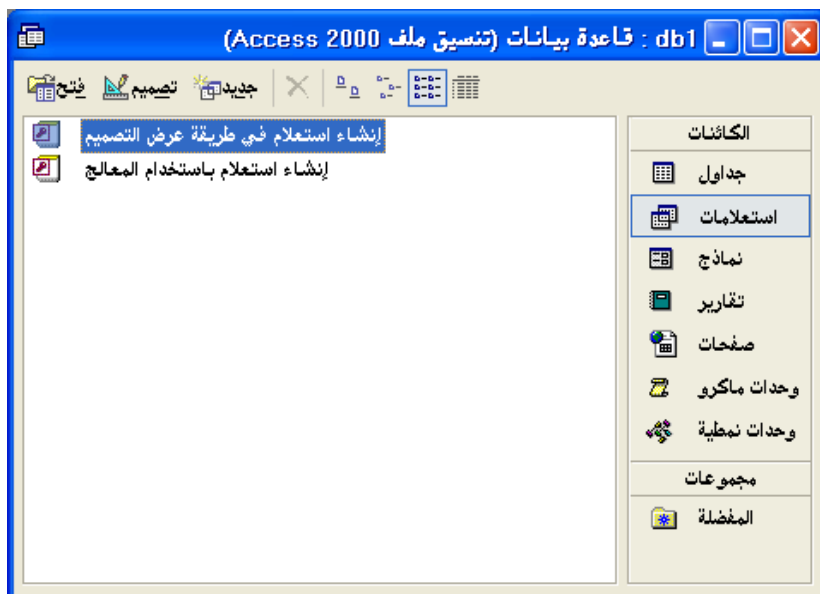 db1 : قاعدة بيانات (تنسيق ملف Access 2000)
فتح تصميم جديد
الكائنات
جداول
استعلامات
نماذج
تقارير
صفحات
وحدات ماكرو
وحدات نمطية
مجموعات
المفضلة
إنشاء استعلام في طريقة عرض التصميم
إنشاء استعلام باستخدام المعالج